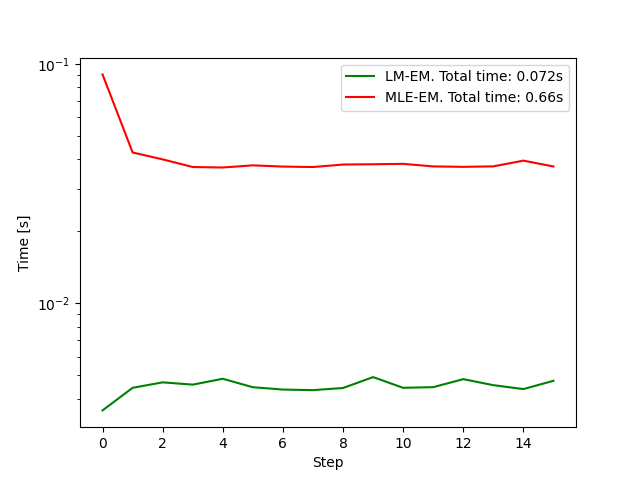 LM-EM. Total time: 0.072s
MLE-EM. Total time: 0.66s
10⁻¹
10⁻²
Time [s]
0 2 4 6 8 10 12 14
Step